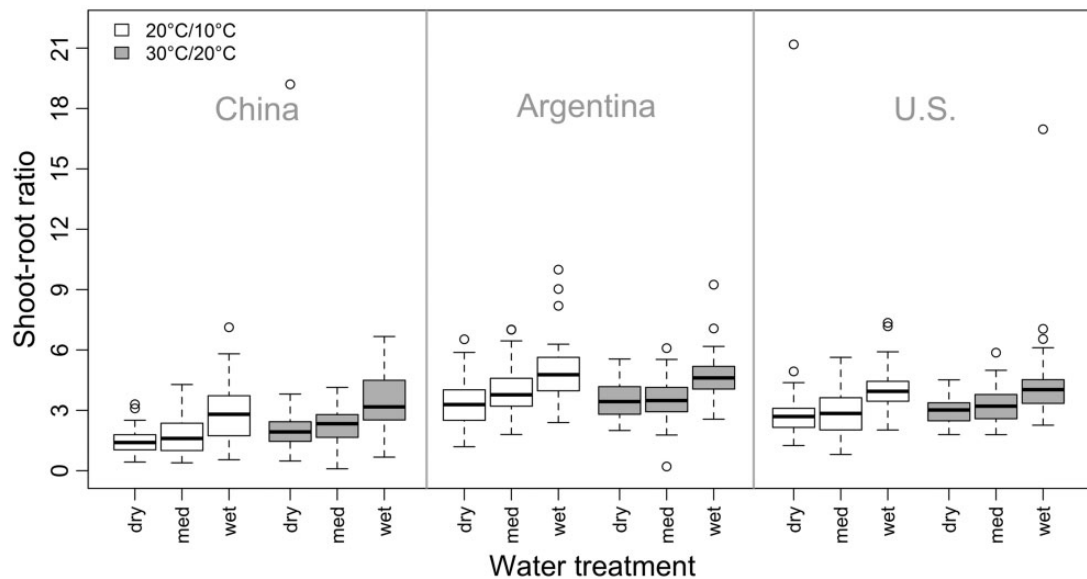 20°C/10°C
30°C/20°C
China
Argentina
U.S.
Shoot-root ratio
21
18
15
12
9
6
3
0
dry
med
wet
dry
med
wet
dry
med
wet
dry
med
wet
dry
med
wet
dry
med
wet
Water treatment